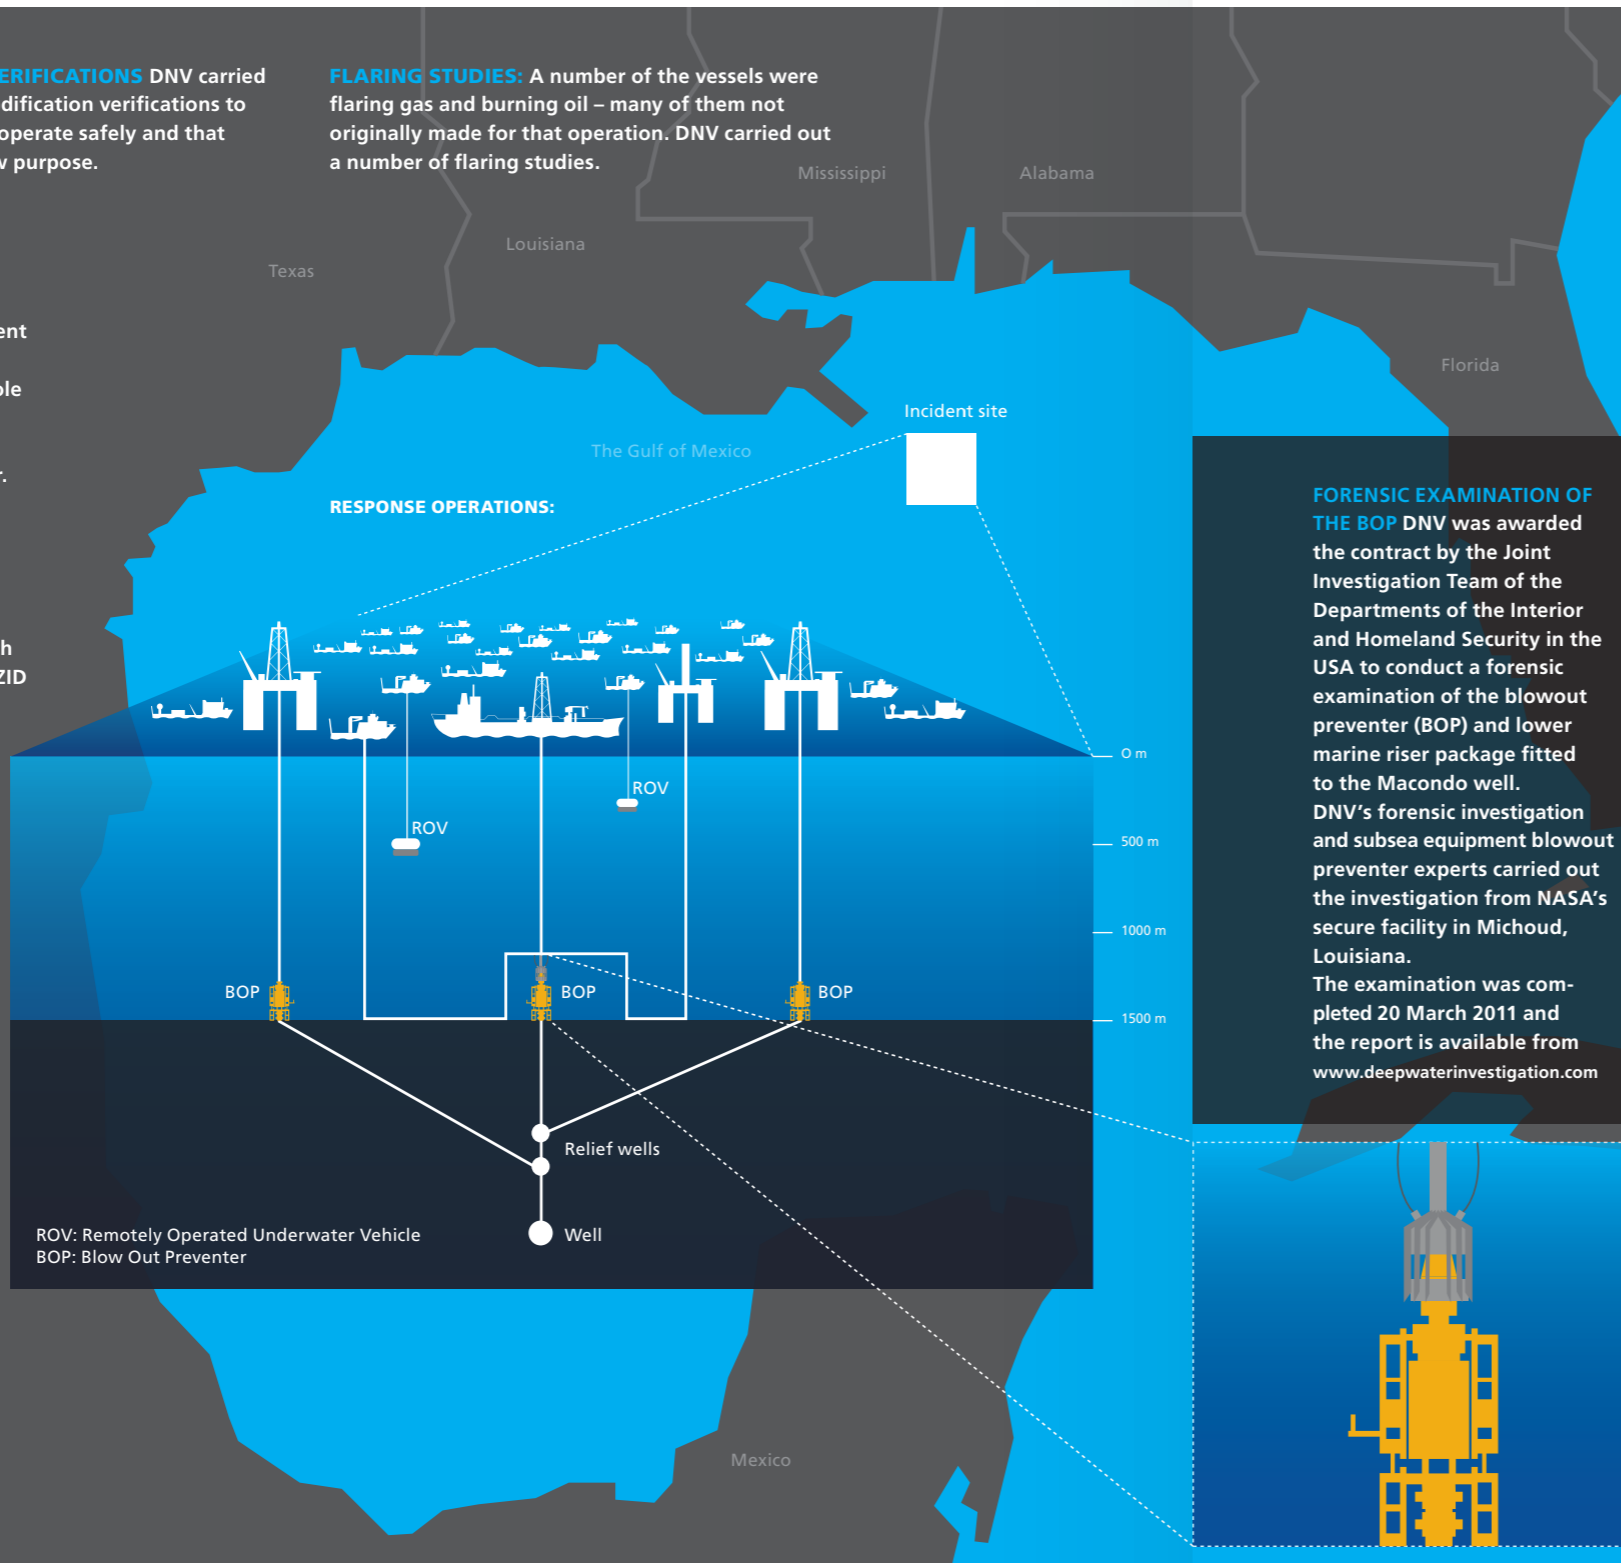 ERIFICATIONS DNV carried
dification verifications to
operate safely and that
w purpose.
FLARING STUDIES: A number of the vessels were
flaring gas and burning oil – many of them not
originally made for that operation. DNV carried out
a number of flaring studies.
Mississippi
Alabama
Louisiana
Texas
ent
ple
r.
h
ZID
Florida
Incident site
The Gulf of Mexico
RESPONSE OPERATIONS:
FORENSIC EXAMINATION OF
THE BOP DNV was awarded
the contract by the Joint
Investigation Team of the
Departments of the Interior
and Homeland Security in the
USA to conduct a forensic
examination of the blowout
preventer (BOP) and lower
marine riser package fitted
to the Macondo well.
DNV's forensic investigation
and subsea equipment blowout
preventer experts carried out
the investigation from NASA's
secure facility in Michoud,
Louisiana.
The examination was com-
pleted 20 March 2011 and
the report is available from
www.deepwaterinvestigation.com
O m
ROV
ROV
500 m
1000 m
BOP
BOP
BOP
1500 m
Relief wells
Well
ROV: Remotely Operated Underwater Vehicle
BOP: Blow Out Preventer
Mexico